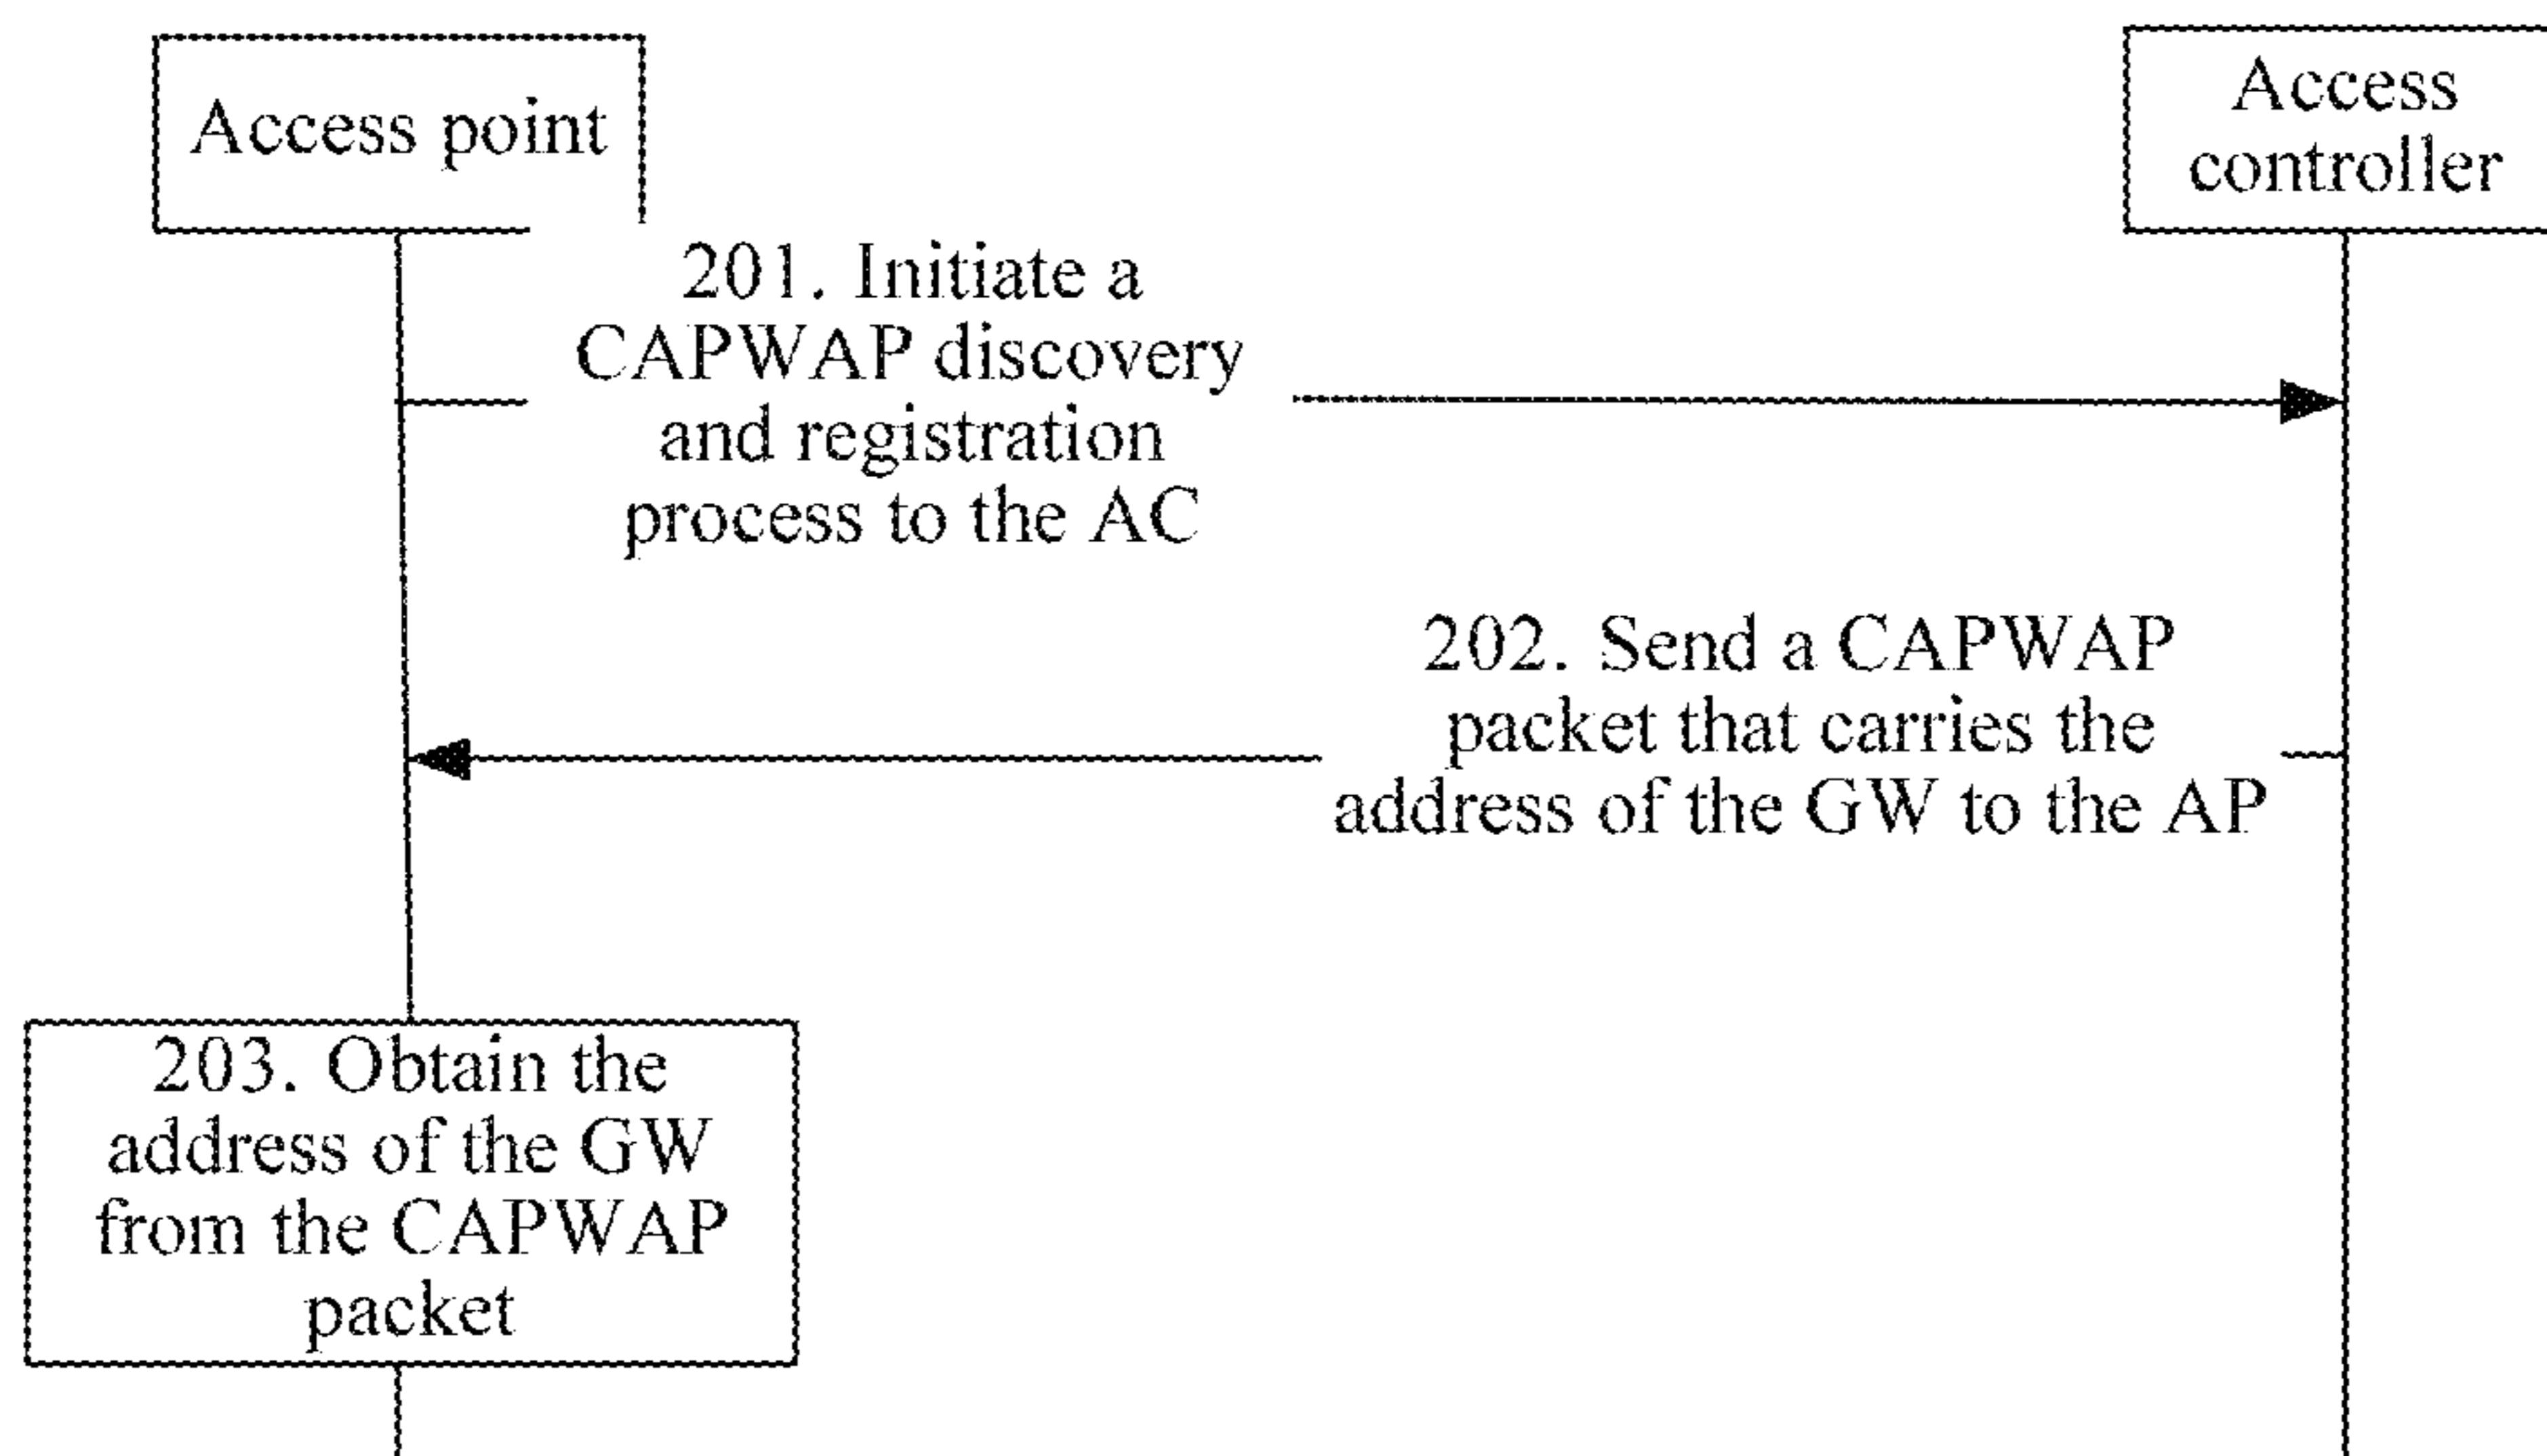 Access point
Access
controller
201. Initiate a
CAPWAP discovery
and registration
process to the AC
202. Send a CAPWAP
packet that carries the
address of the GW to the AP
203. Obtain the
address of the GW
from the CAPWAP
packet